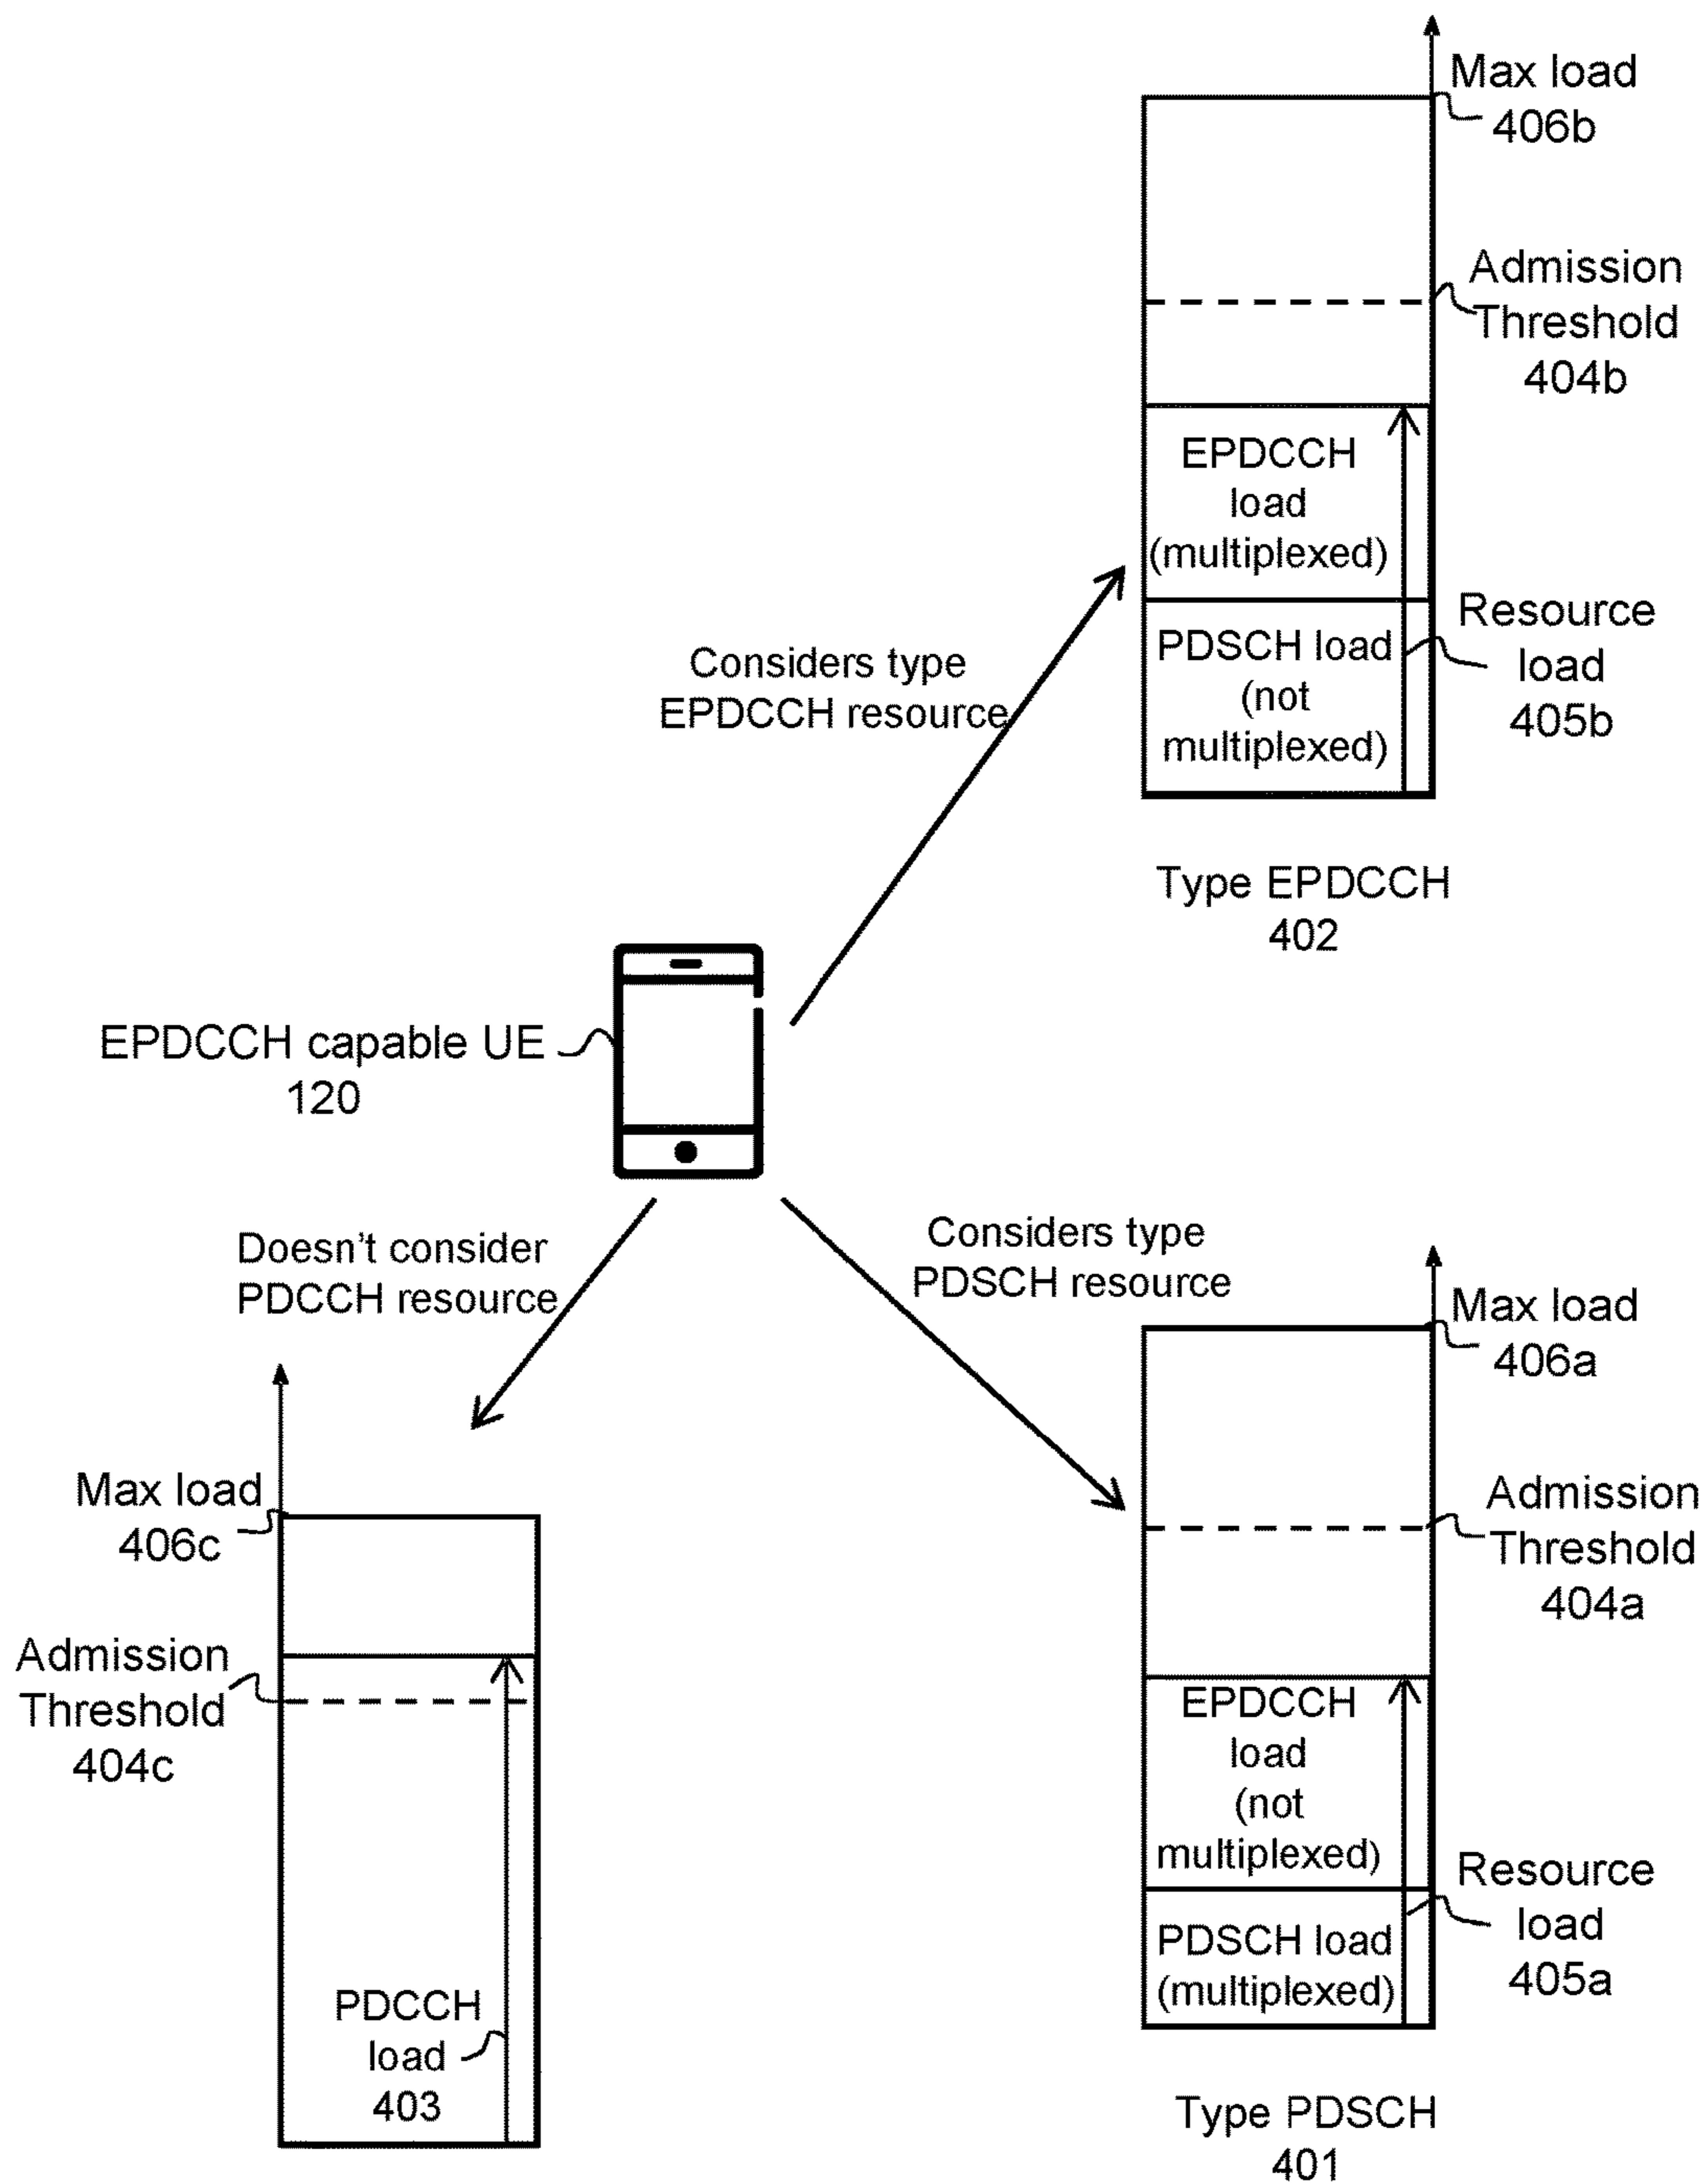 Max load
406b
Admission
Threshold
404b
EPDCCH
load
(multiplexed)
PDSCH load
(not
multiplexed)
Resource
load
405b
Considers type
EPDCCH resource
Type EPDCCH
402
EPDCCH capable UE
120
Doesn't consider
PDCCH resource
Considers type
PDSCH resource
Max load
406a
Admission
Threshold
404a
EPDCCH
load
(not
multiplexed)
PDSCH load
(multiplexed)
Resource
load
405a
Type PDSCH
401
Max load
406c
Admission
Threshold
404c
PDCCH
load
403